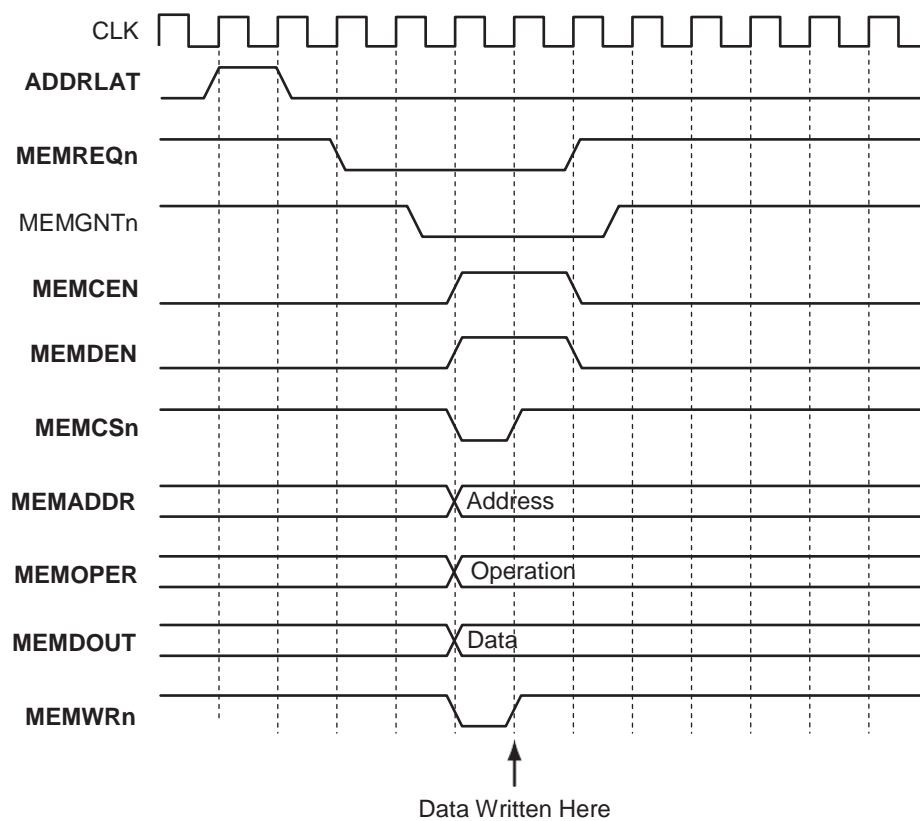 CLK
ADDRLAT
MEMREQn
MEMGNTn
MEMCEN
MEMDEN
MEMCSn
MEMADDR Address
MEMOPER Operation
MEMDOUT Data
MEMWRn
Data Written Here